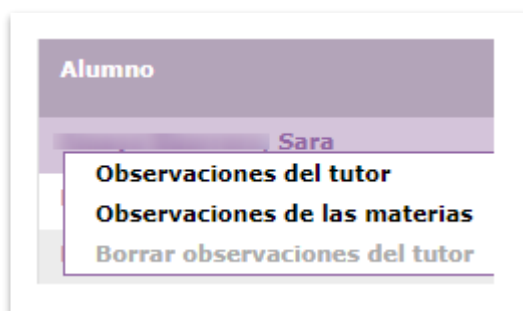 Alumno
, Sara
Observaciones del tutor
Observaciones de las materias
Borrar observaciones del tutor